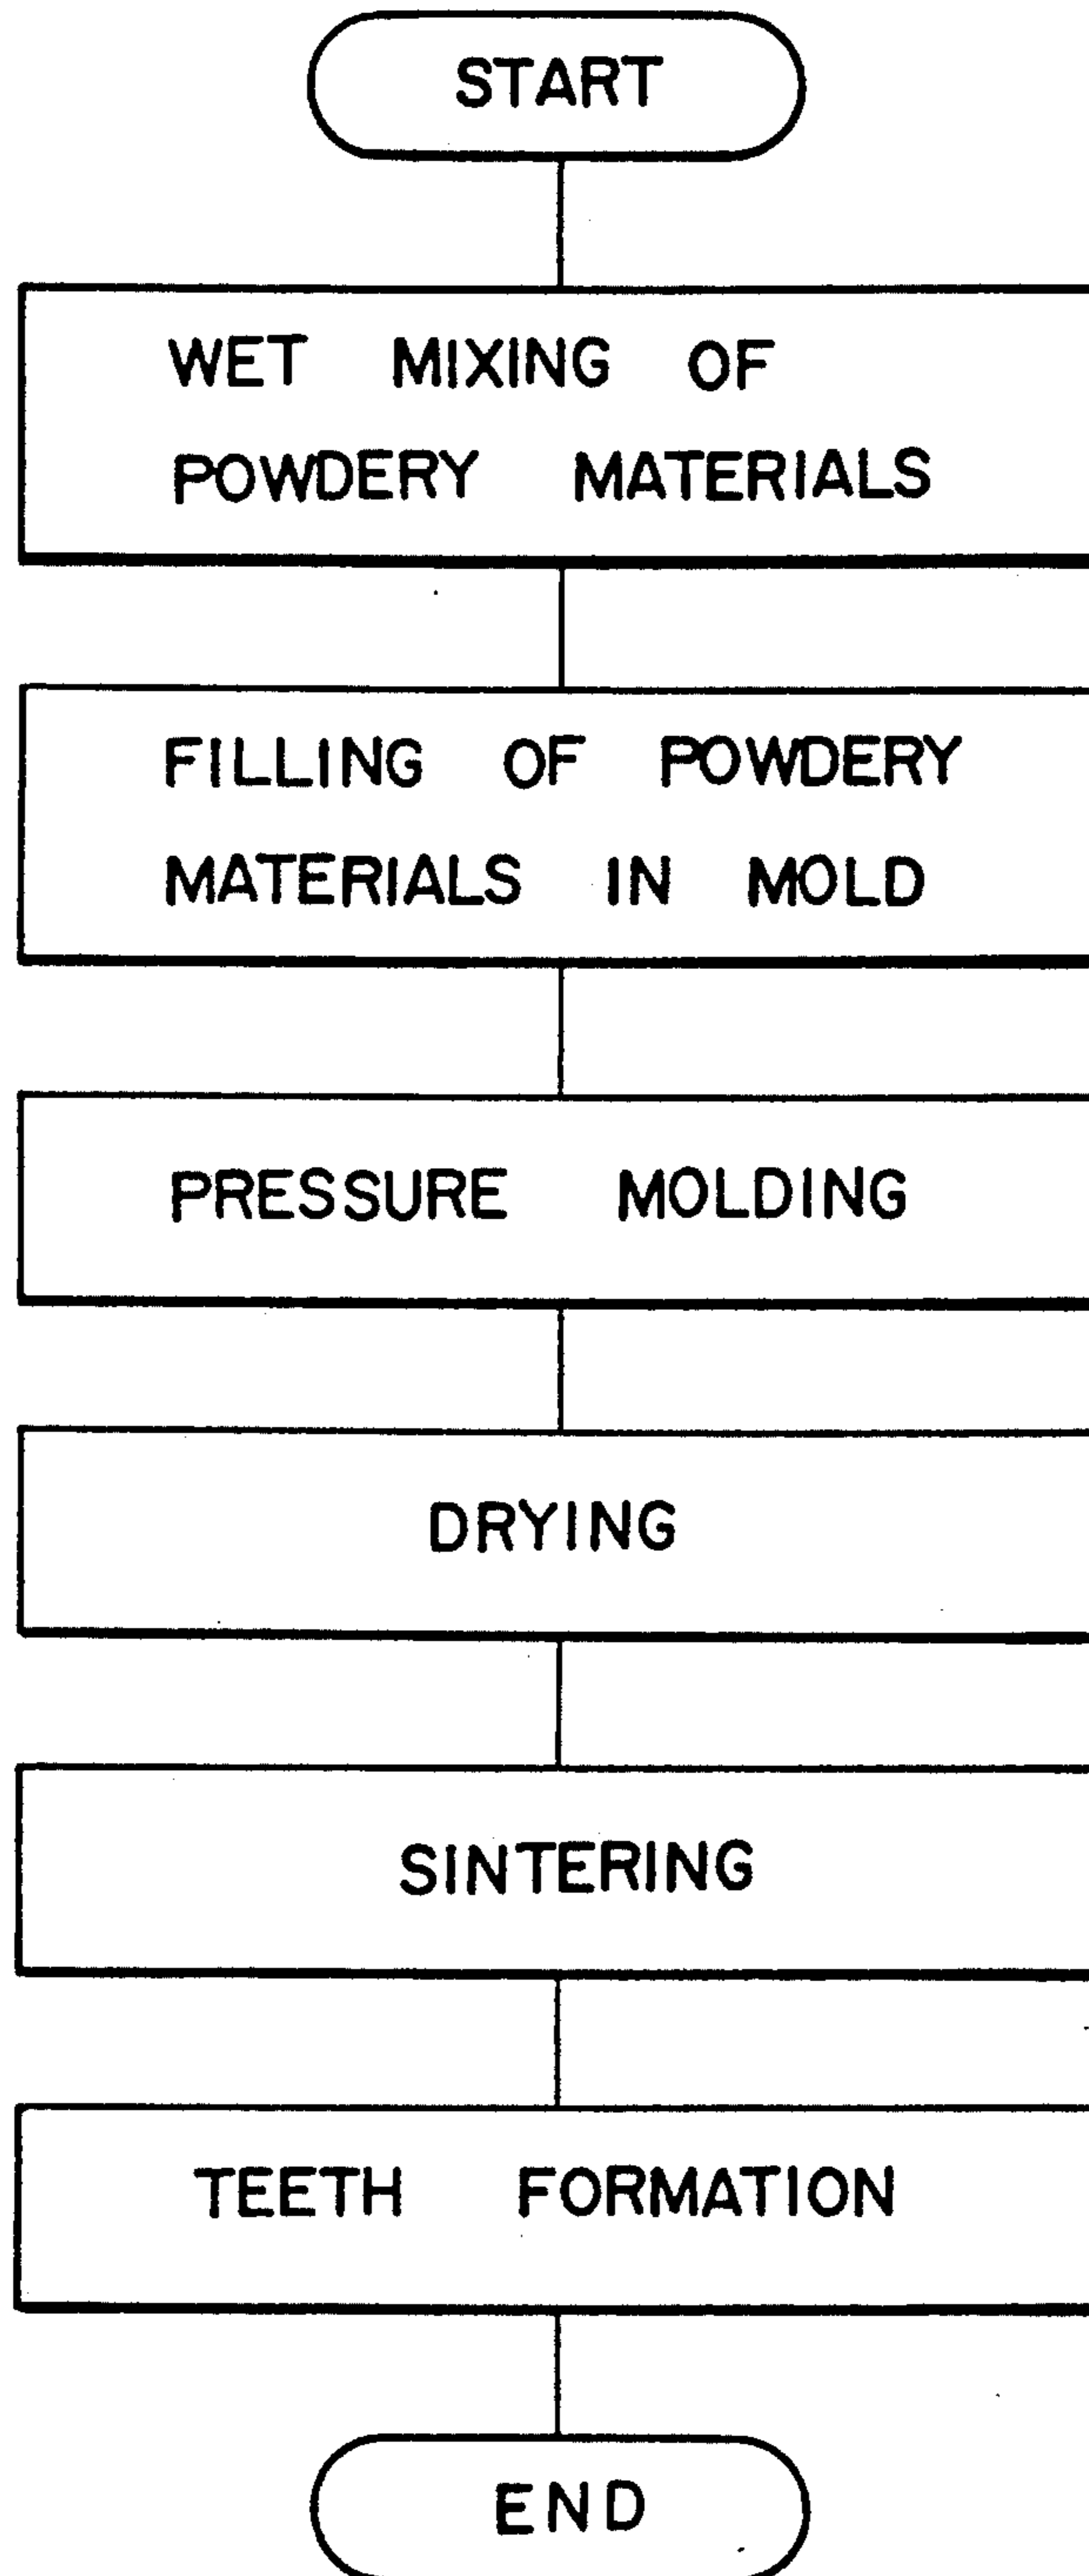 START
WET MIXING OF
POWDERY MATERIALS
FILLING OF POWDERY
MATERIALS IN MOLD
PRESSURE MOLDING
DRYING
SINTERING
TEETH FORMATION
END